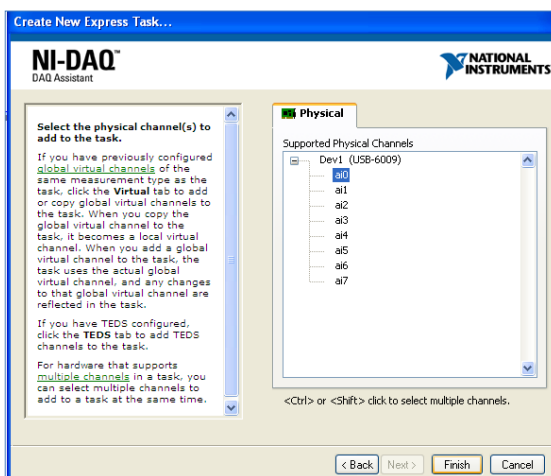 Create New Express Task...
NI-DAQ™
DAQ Assistant
NATIONAL
INSTRUMENTS
Select the physical channel(s) to
add to the task.
If you have previously configured
global virtual channels of the
same measurement type as the
task, click the Virtual tab to add
or copy global virtual channels to
the task. When you copy the
global virtual channel to the
task, it becomes a local virtual
channel. When you add a global
virtual channel to the task, the
task uses the actual global
virtual channel, and any changes
to that global virtual channel are
reflected in the task.
If you have TEDS configured,
click the TEDS tab to add TEDS
channels to the task.
For hardware that supports
multiple channels in a task, you
can select multiple channels to
add to a task at the same time.
Physical
Supported Physical Channels
Dev1 (USB-6009)
ai0
ai1
ai2
ai3
ai4
ai5
ai6
ai7
<Ctrl> or <Shift> click to select multiple channels.
< Back Next > Finish Cancel